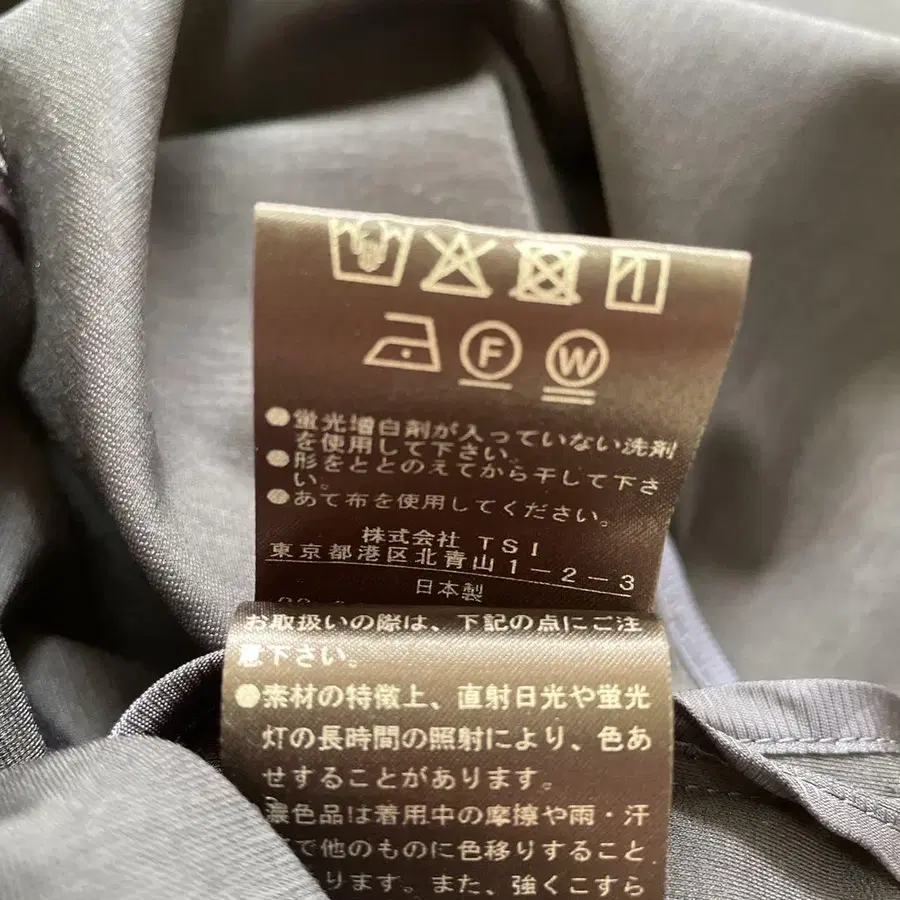 F W
●蛍光増白剤が入っていない洗剤
を使用して下さい。
●形をととのえてから干して下さ
い。
●あて布を使用してください。
株式会社 TSI
東京都港区北青山1-2-3
日本製
お取扱いの際は、下記の点にご注
意下さい。
●素材の特徴上、直射日光や蛍光
灯の長時間の照射により、色あ
せすることがあります。
濃色品は着用中の摩擦や雨・汗
で他のものに色移りすること
ります。また、強くこすら